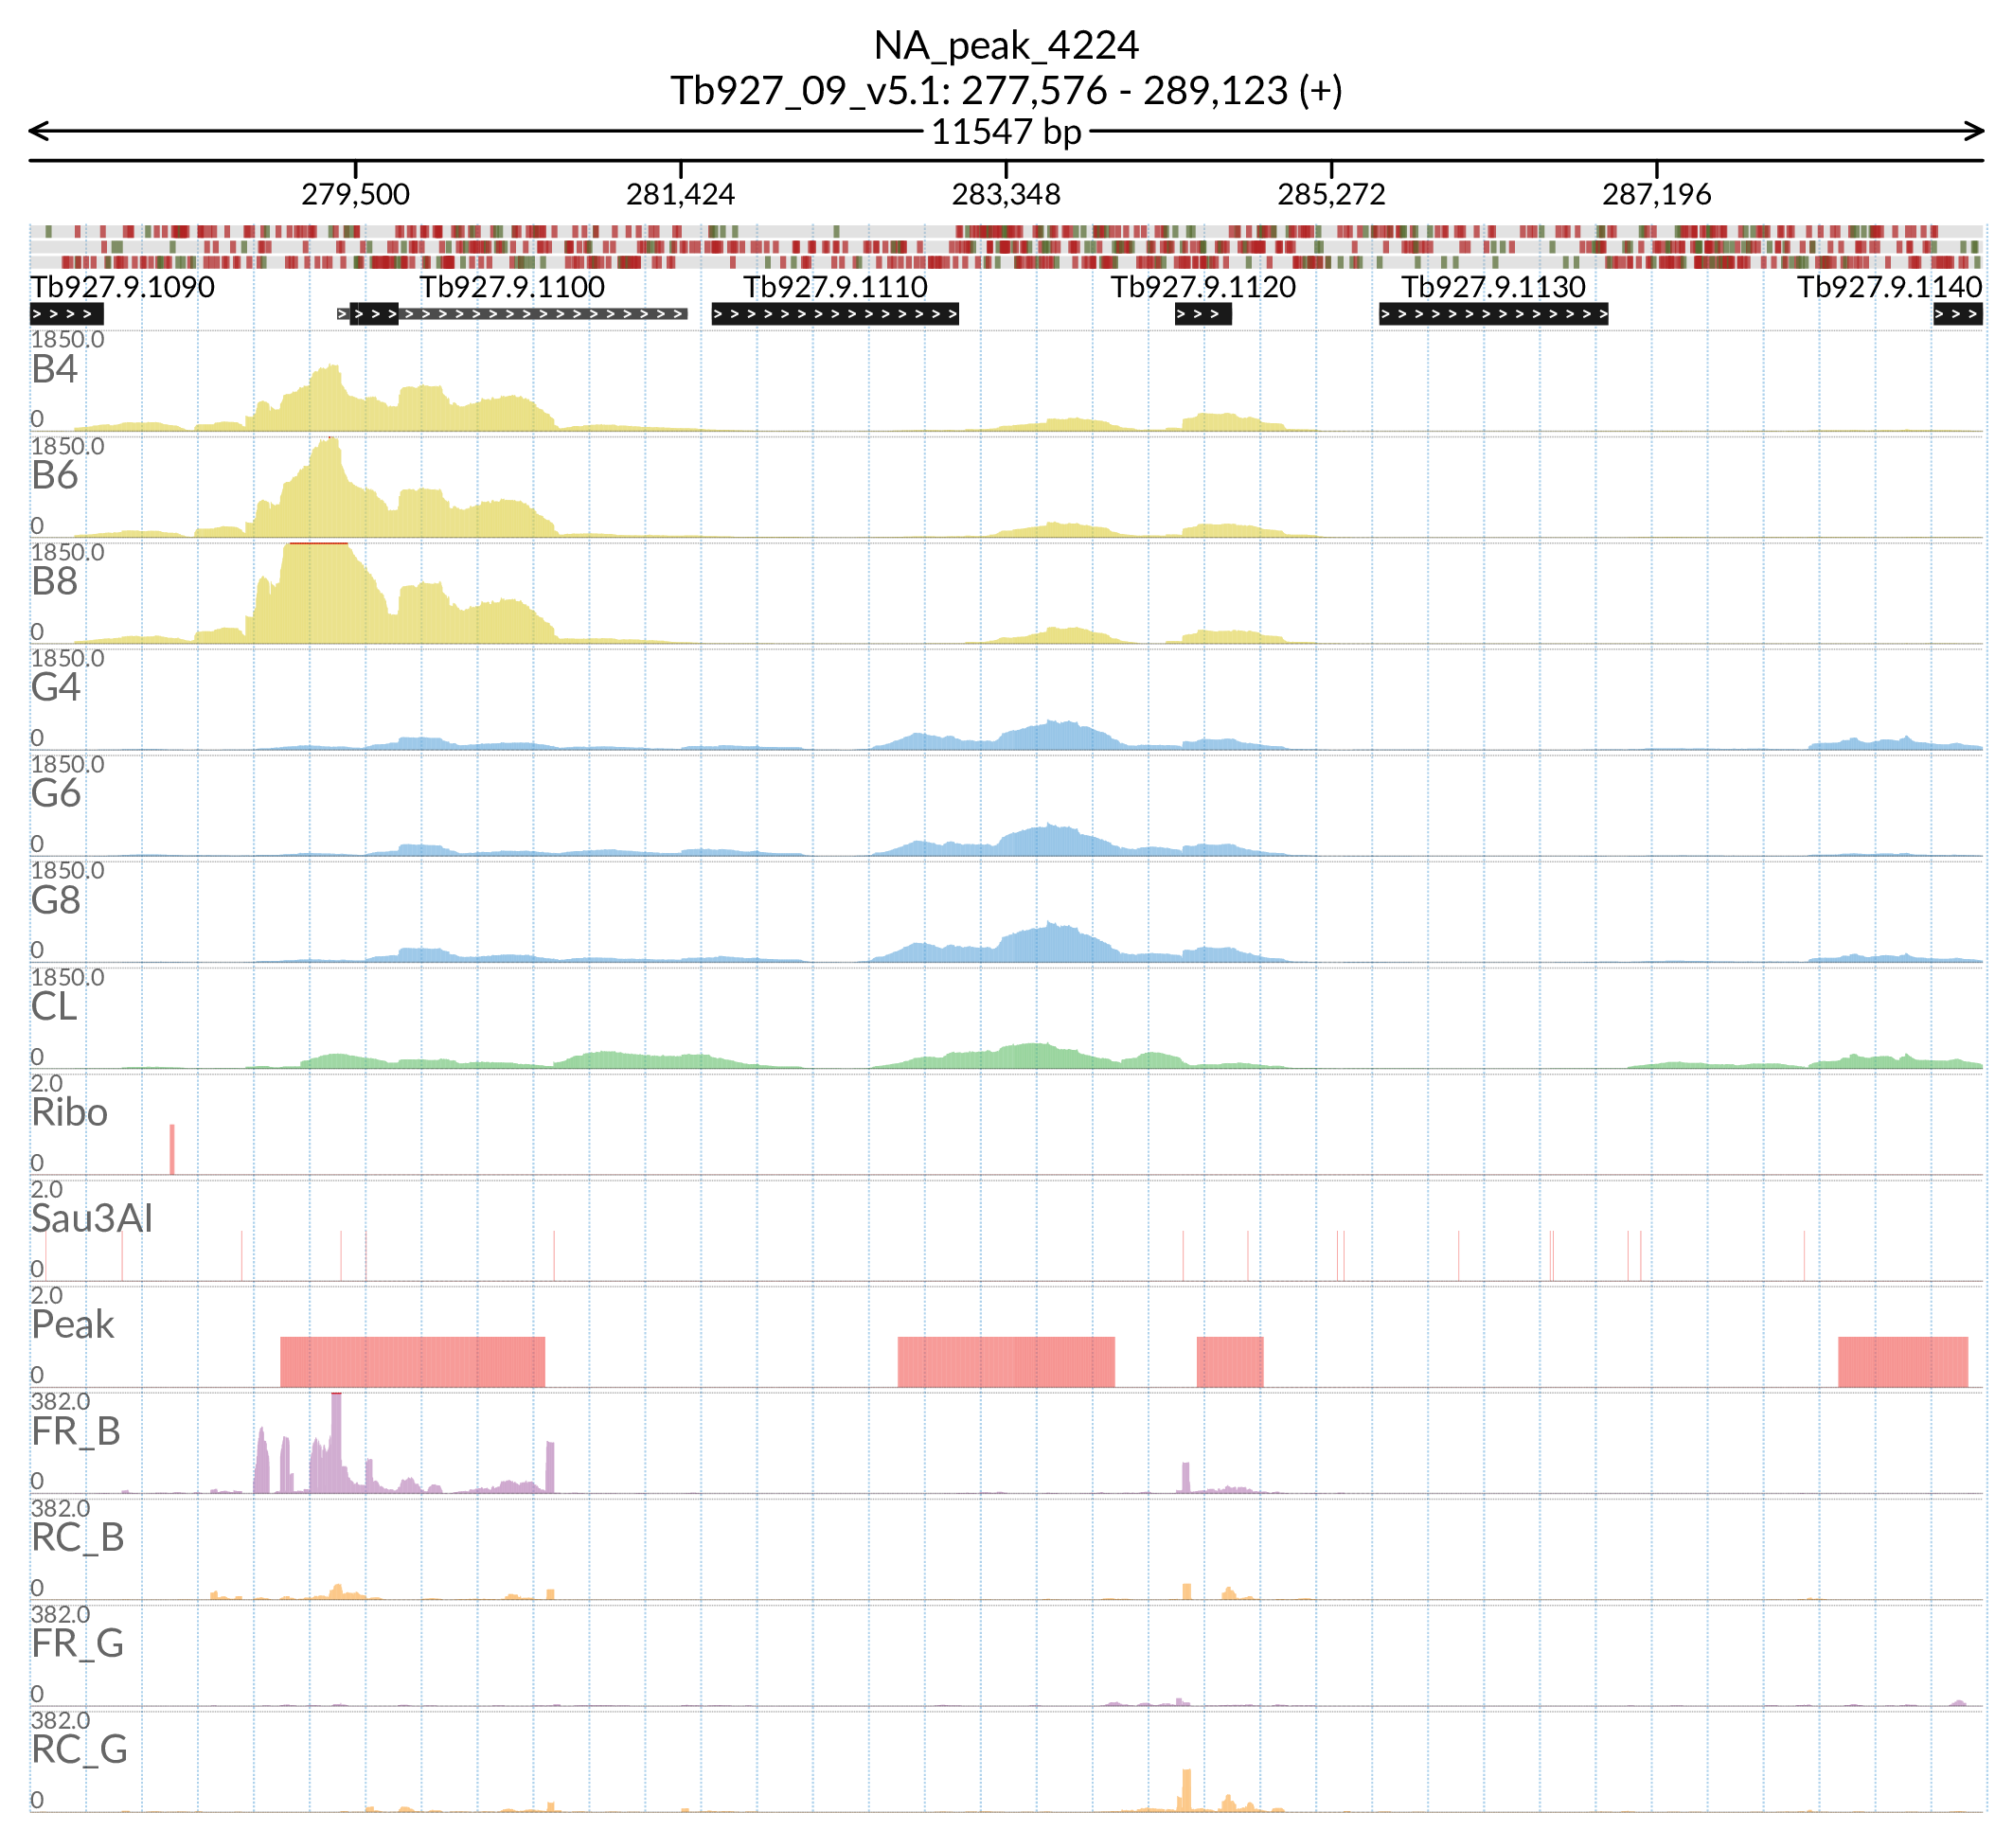 NA_peak_4224
Tb927_09_v5.1: 277,576 - 289,123 (+)
11547 bp
279,500 281,424 283,348 285,272 287,196
Tb927.9.1090 Tb927.9.1100 Tb927.9.1110 Tb927.9.1120 Tb927.9.1130 Tb927.9.1140
1850.0
B4
0
1850.0
B6
0
1850.0
B8
0
1850.0
G4
0
1850.0
G6
0
1850.0
G8
0
1850.0
CL
0
2.0
Ribo
0
2.0
Sau3AI
0
2.0
Peak
0
382.0
FR_B
0
382.0
RC_B
0
382.0
FR_G
0
382.0
RC_G
0